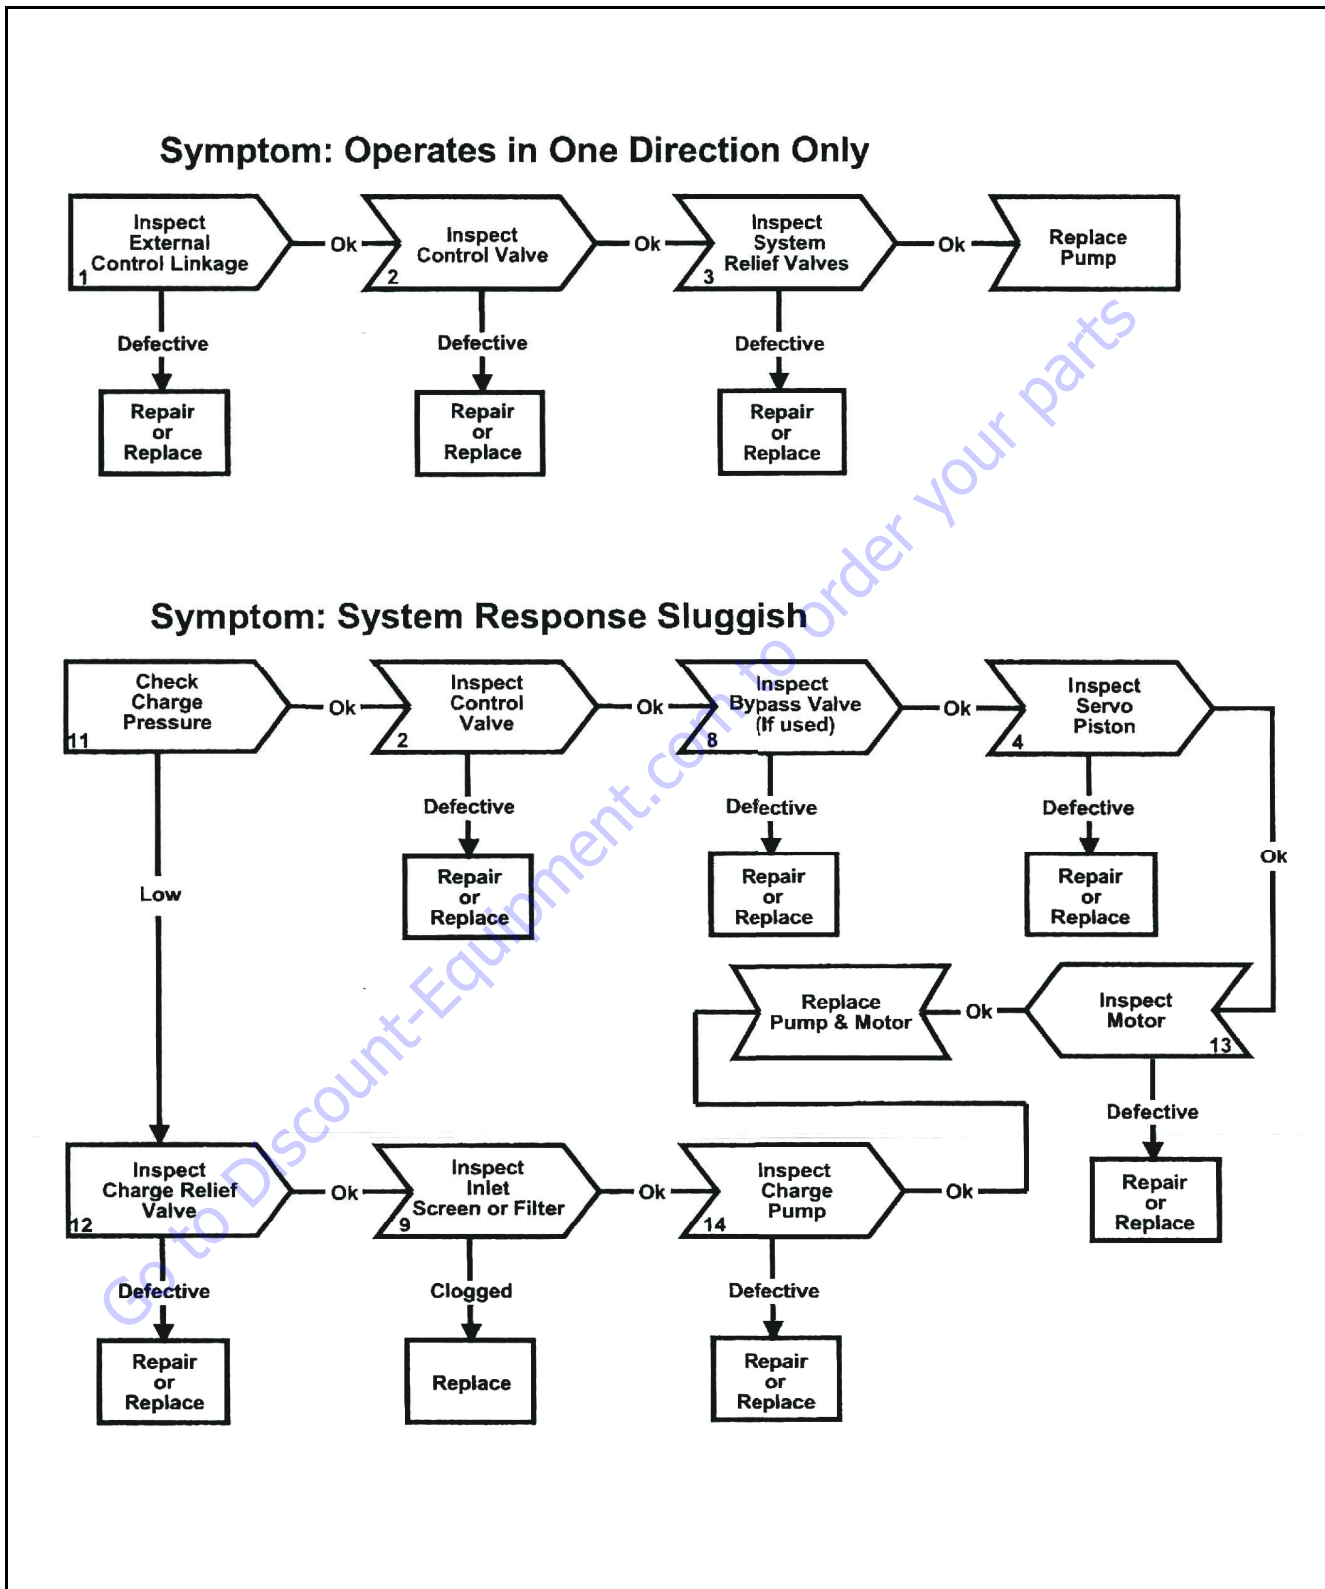 Symptom: Operates in One Direction Only
Inspect
External
Control Linkage
1
Ok
Inspect
Control Valve
2
Ok
Inspect
System
Relief Valves
3
Ok
Replace
Pump
Defective
Defective
Defective
Repair
or
Replace
Repair
or
Replace
Repair
or
Replace
Symptom: System Response Sluggish
Check
Charge
Pressure
11
Ok
Inspect
Control
Valve
2
Ok
Inspect
Bypass Valve
(If used)
8
Ok
Inspect
Servo
Piston
4
Ok
Defective
Defective
Defective
Repair
or
Replace
Repair
or
Replace
Repair
or
Replace
Low
Replace
Pump & Motor
Ok
Inspect
Motor
13
Defective
Repair
or
Replace
Inspect
Charge Relief
Valve
12
Ok
Inspect
Inlet
Screen or Filter
9
Ok
Inspect
Charge
Pump
14
Ok
Defective
Clogged
Defective
Repair
or
Replace
Replace
Repair
or
Replace
Go to Discount-Equipment.com to order your parts